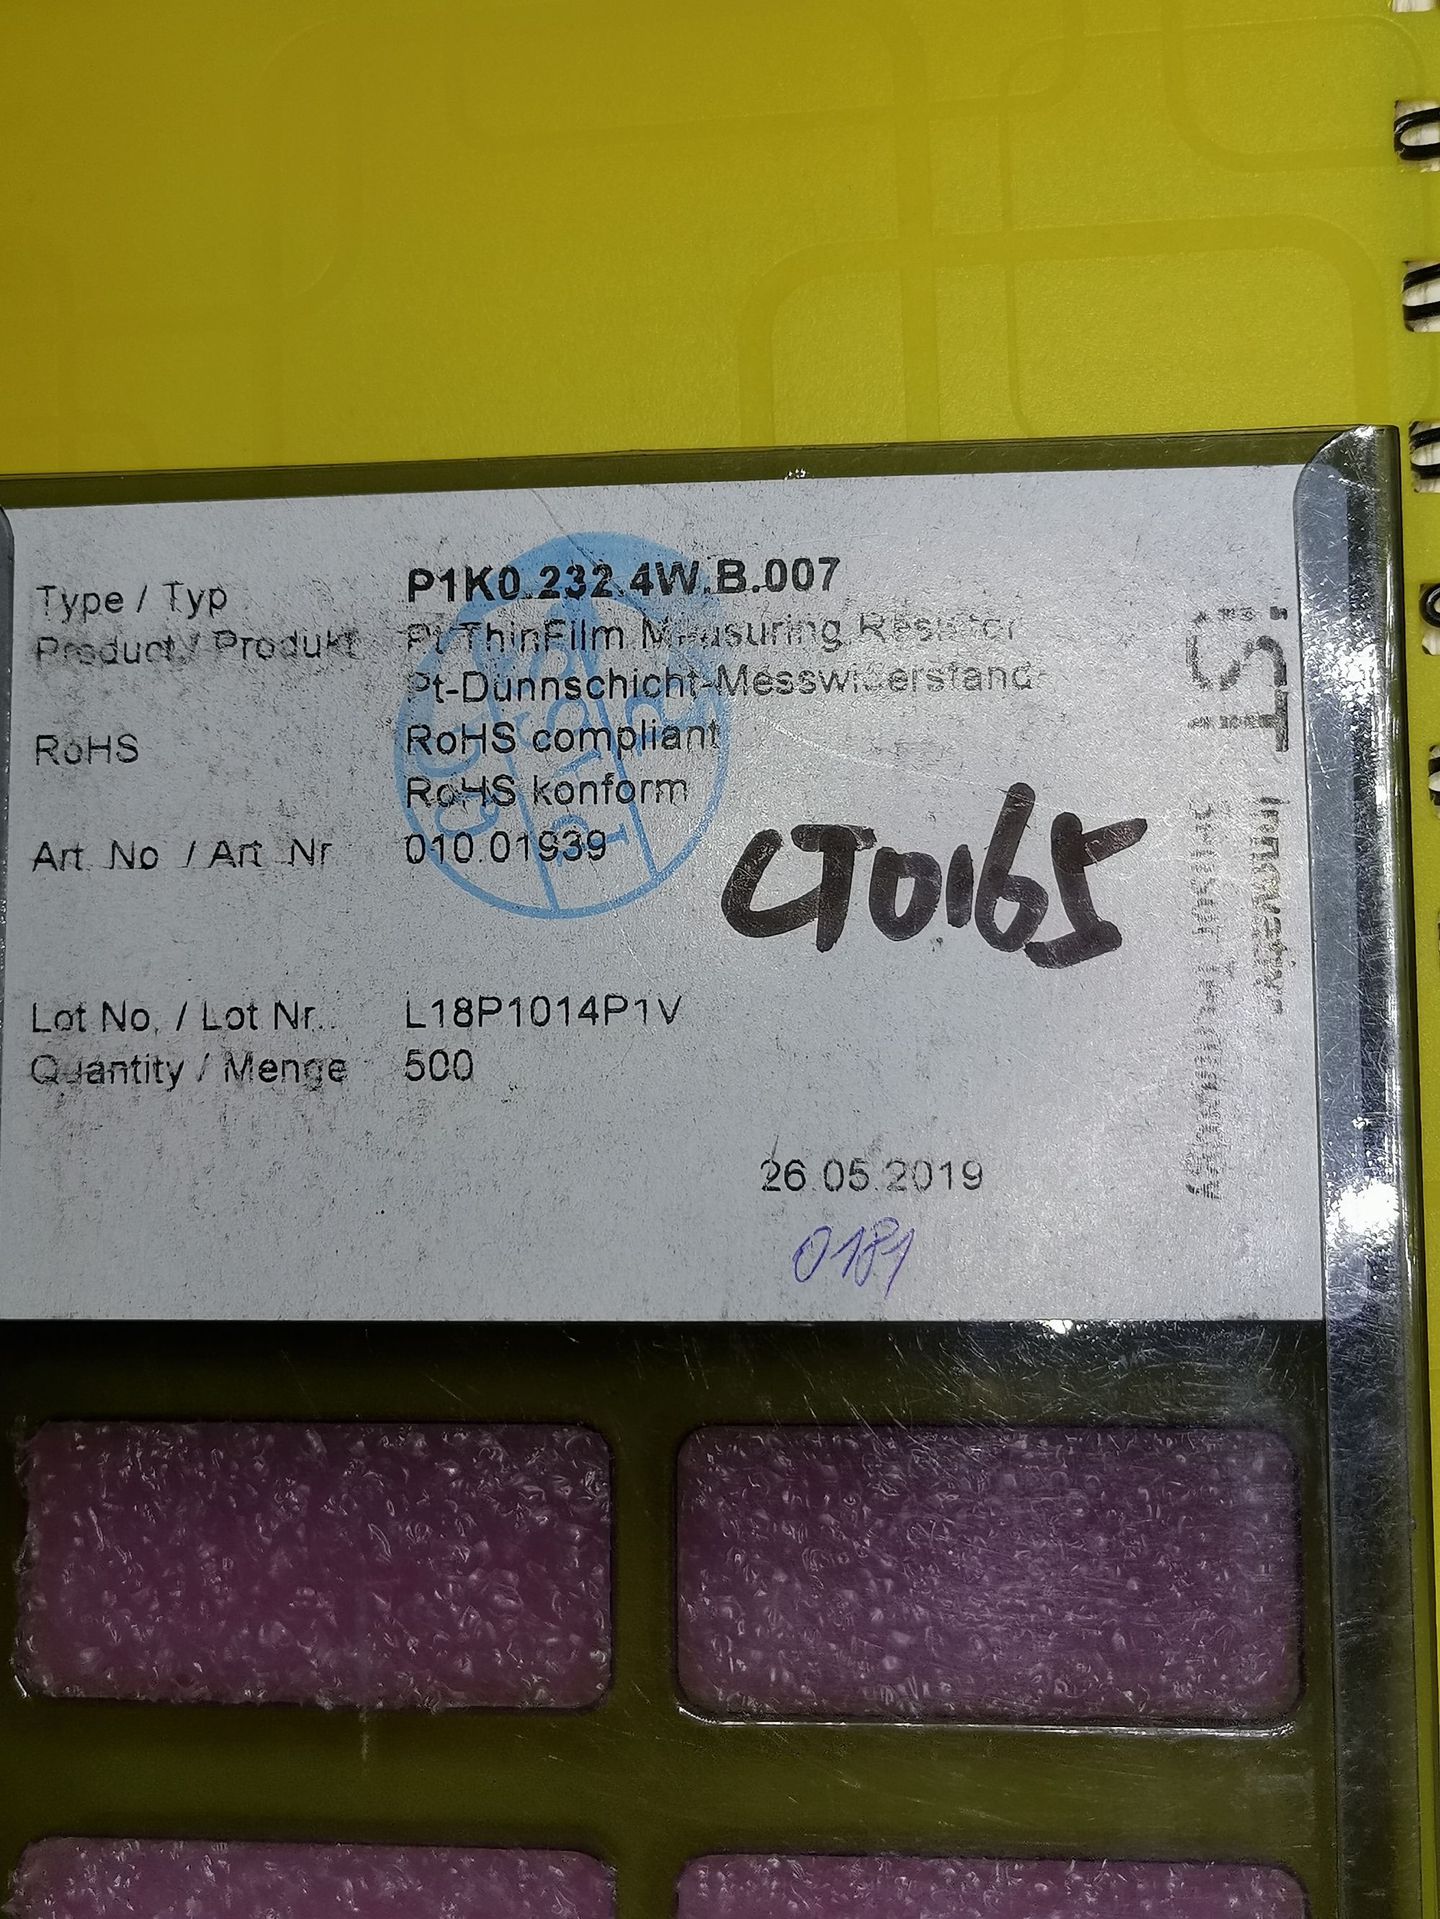 Type / Typ P1K0.232.4W.B.007
Product / Produkt Pt ThinFilm Measuring Resistor
Pt-Dünnschicht-Messwiderstand
RoHS RoHS compliant
RoHS konform
Art. No. / Art. Nr. 010.01939
CT0165
Lot No. / Lot Nr. L18P1014P1V
Quantity / Menge 500
26.05.2019
0181
IST